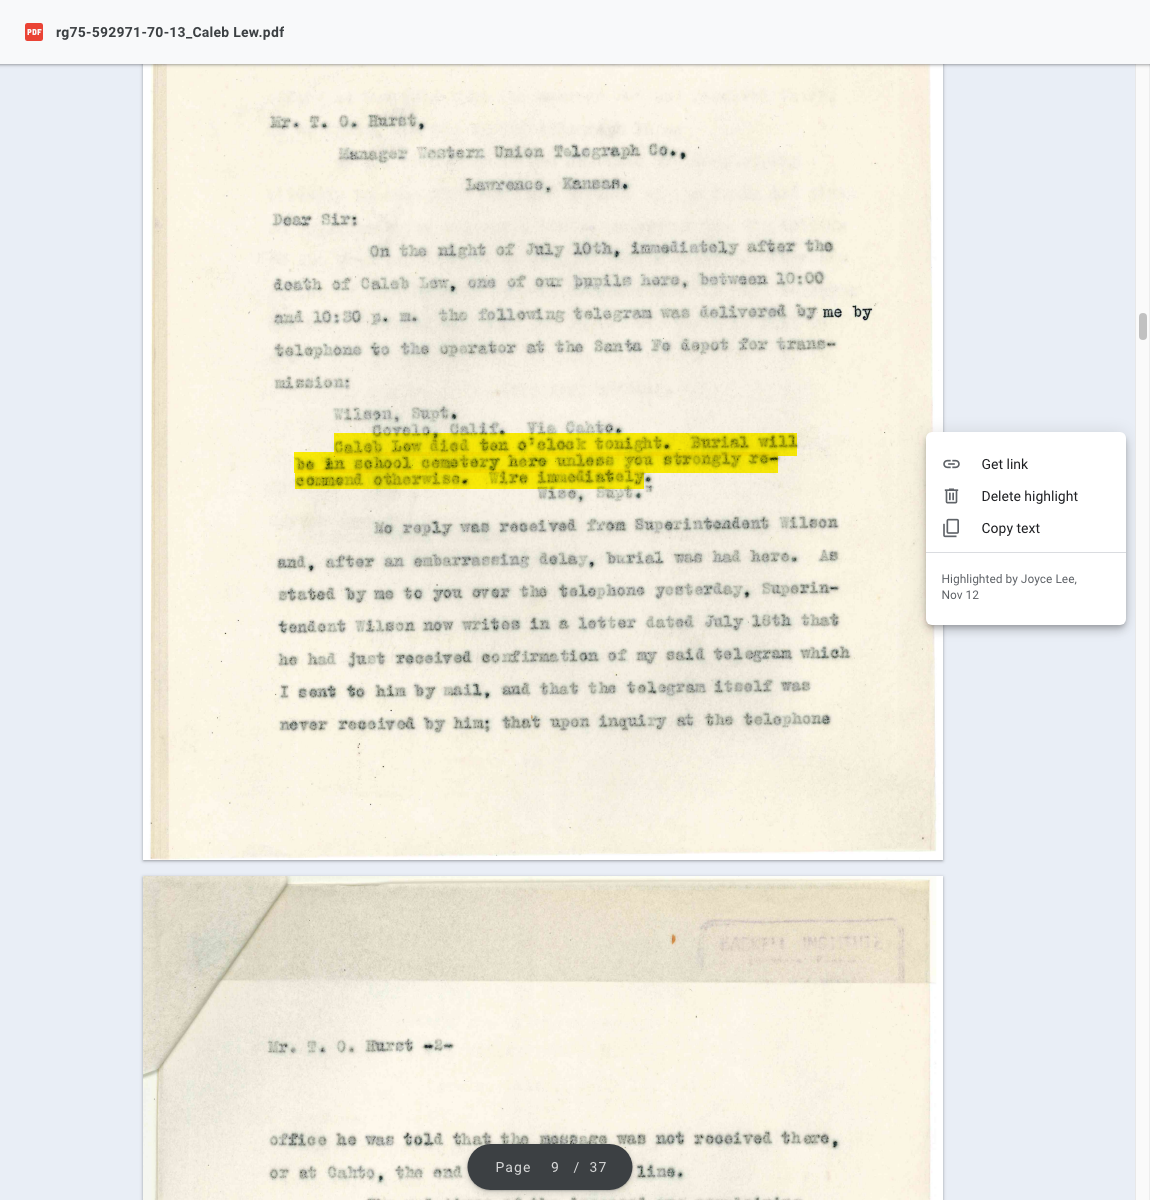 PDF rg75-592971-70-13_Caleb Lew.pdf
Mr. T. O. Hurst,
Manager Western Union Telegraph Co.,
Lawrence, Kansas.
Dear Sir:
On the night of July 10th, immediately after the
death of Caleb Lew, one of our pupils here, between 10:00
and 10:30 p. m. the following telegram was delivered by me by
telephone to the operator at the Santa Fe depot for trans-
mission:
Wilson, Supt.
Covelo, Calif. Via Cahto.
Caleb Lew died ten o'clock tonight. Burial will
be in school cemetery here unless you strongly re-
commend otherwise. Wire immediately.
Wise, Supt."
No reply was received from Superintendent Wilson
and, after an embarrassing delay, burial was had here. As
stated by me to you over the telephone yesterday, Superin-
tendent Wilson now writes in a letter dated July 18th that
he had just received confirmation of my said telegram which
I sent to him by mail, and that the telegram itself was
never received by him; that upon inquiry at the telephone
Get link
Delete highlight
Copy text
Highlighted by Joyce Lee,
Nov 12
HASKELL INSTITUTE
Mr. T. O. Hurst -2-
office he was told that the message was not received there,
or at Cahto, the end line.
Page 9 / 37